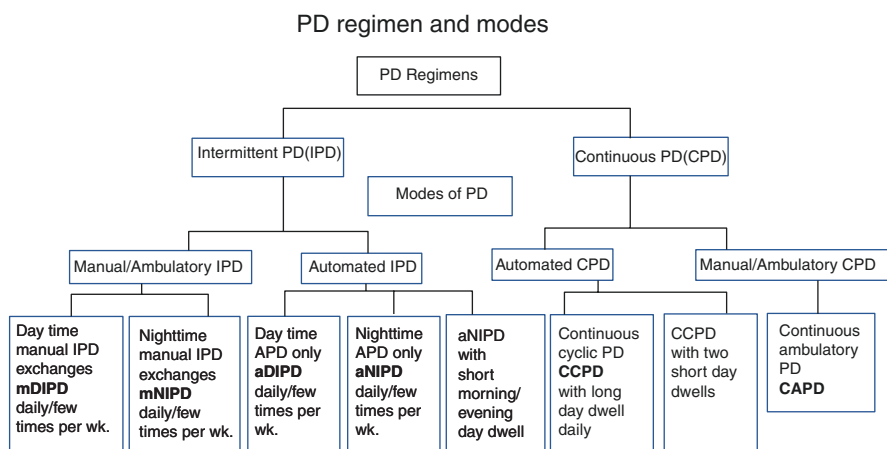 PD regimen and modes
PD Regimens
Intermittent PD(IPD)
Continuous PD(CPD)
Modes of PD
Manual/Ambulatory IPD
Automated IPD
Automated CPD
Manual/Ambulatory CPD
Day time
manual IPD
exchanges
mDIPD
daily/few
times per wk.
Nighttime
manual IPD
exchanges
mNIPD
daily/few
times per wk.
Day time
APD only
aDIPD
daily/few
times per
wk.
Nighttime
APD only
aNIPD
daily/few
times per
wk.
aNIPD
with
short
morning/
evening
day dwell
Continuous
cyclic PD
CCPD
with long
day dwell
daily
CCPD
with two
short day
dwells
Continuous
ambulatory
PD
CAPD